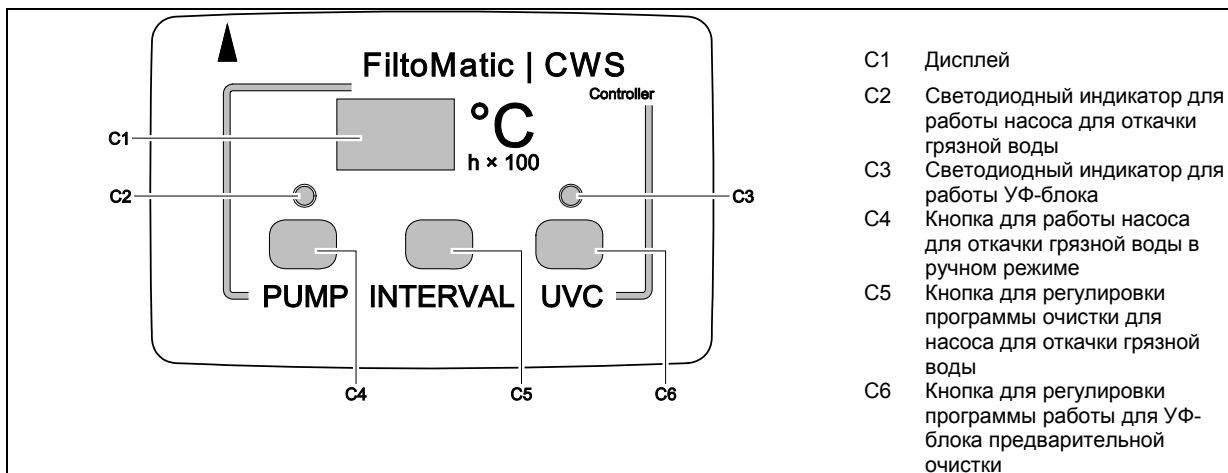 FiltoMatic | CWS
Controller
°C
h × 100
C1
C2
C3
PUMP INTERVAL UVC
C4 C5 C6
C1 Дисплей
C2 Светодиодный индикатор для
работы насоса для откачки
грязной воды
C3 Светодиодный индикатор для
работы УФ-блока
C4 Кнопка для работы насоса
для откачки грязной воды в
ручном режиме
C5 Кнопка для регулировки
программы очистки для
насоса для откачки грязной
воды
C6 Кнопка для регулировки
программы работы для УФ-
блока предварительной
очистки